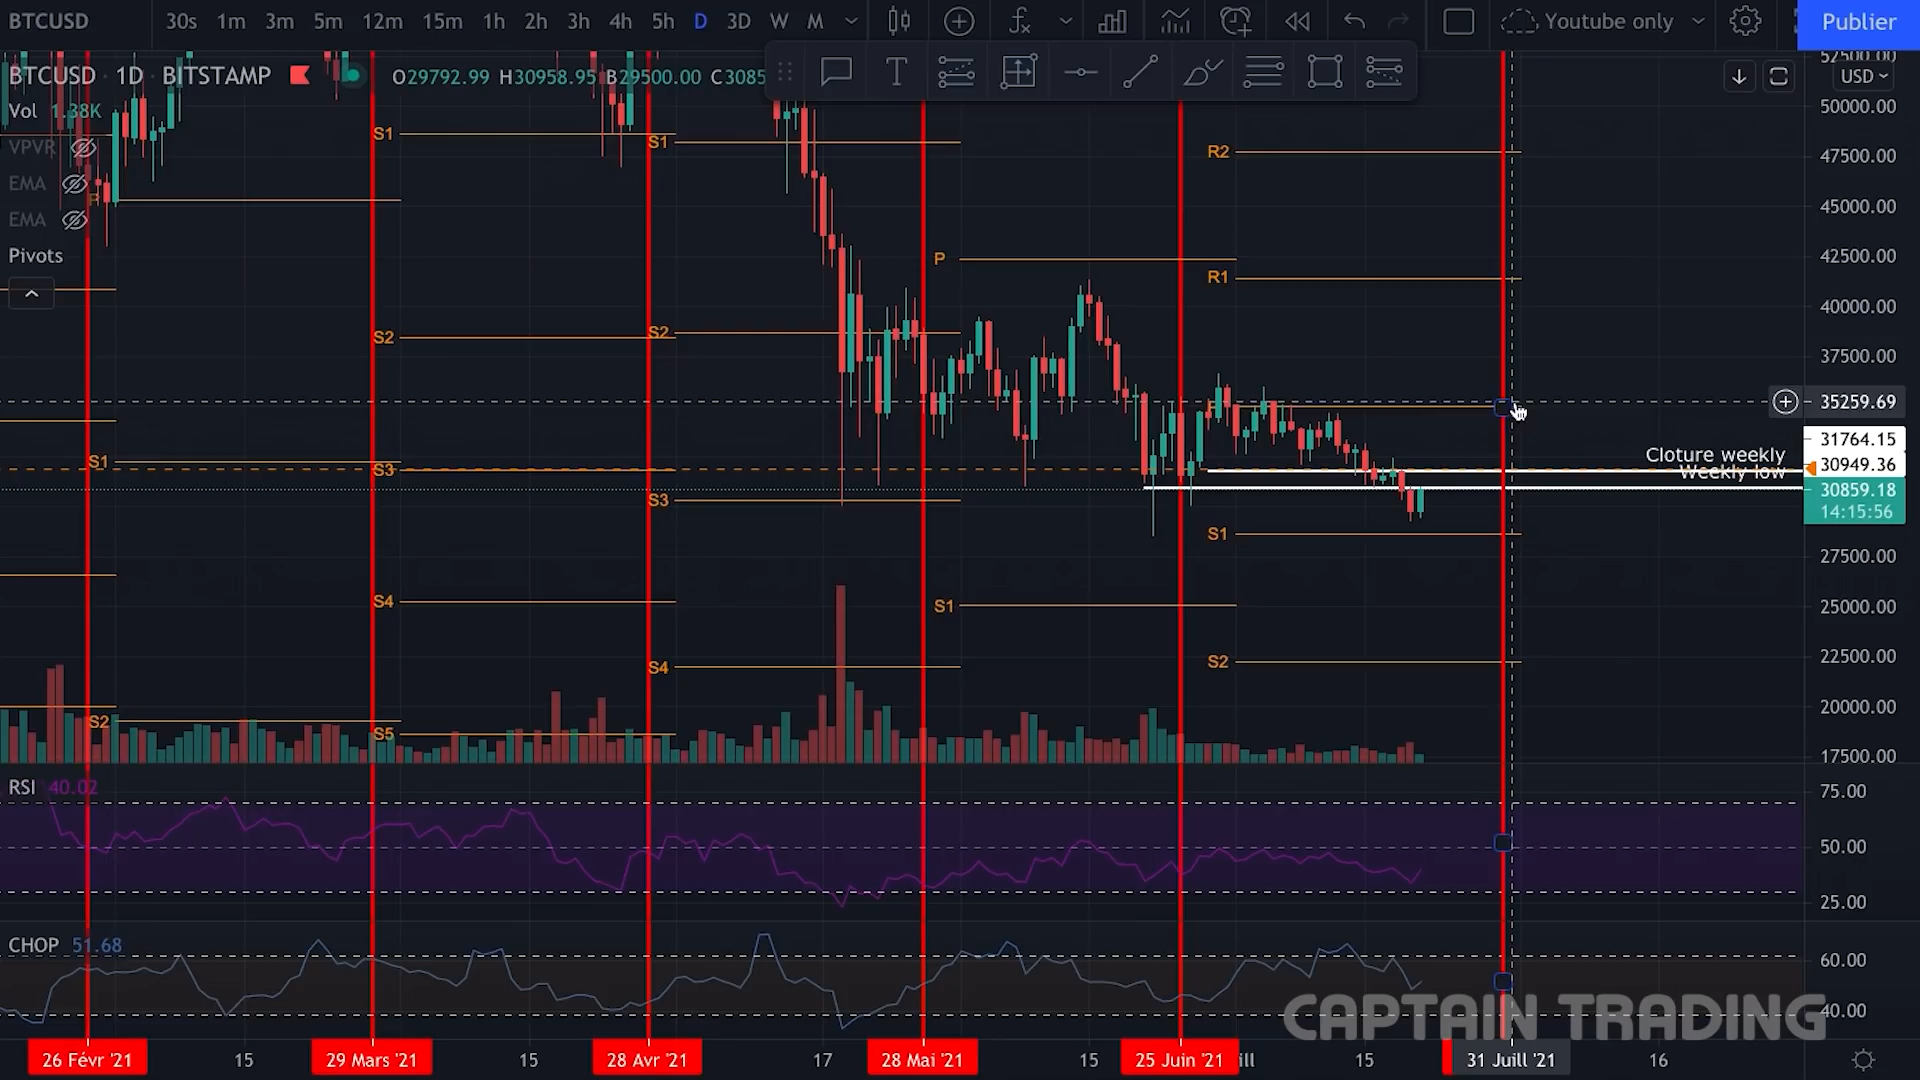 BTCUSD 30s 1m 3m 5m 12m 15m 1h 2h 3h 4h 5h D 3D W M Youtube only Publier
BTCUSD 1D BITSTAMP O29792.99 H30958.95 B29500.00 C3085 USD
Vol 1.38K
VPVR
EMA
EMA
Pivots
52500.00
50000.00
47500.00
45000.00
42500.00
40000.00
37500.00
35259.69
31764.15
30949.36
30859.18
14:15:56
27500.00
25000.00
22500.00
20000.00
17500.00
S1
S1
R2
P
P
R1
S2
S2
Cloture weekly
Weekly low
S1
S3
S3
S1
S4
S1
S4
S2
S2
S5
RSI 40.02
75.00
50.00
25.00
CHOP 51.68
60.00
40.00
CAPTAIN TRADING
26 Févr '21 15 29 Mars '21 15 28 Avr '21 17 28 Mai '21 15 25 Juin '21 ill 15 31 Juill '21 16